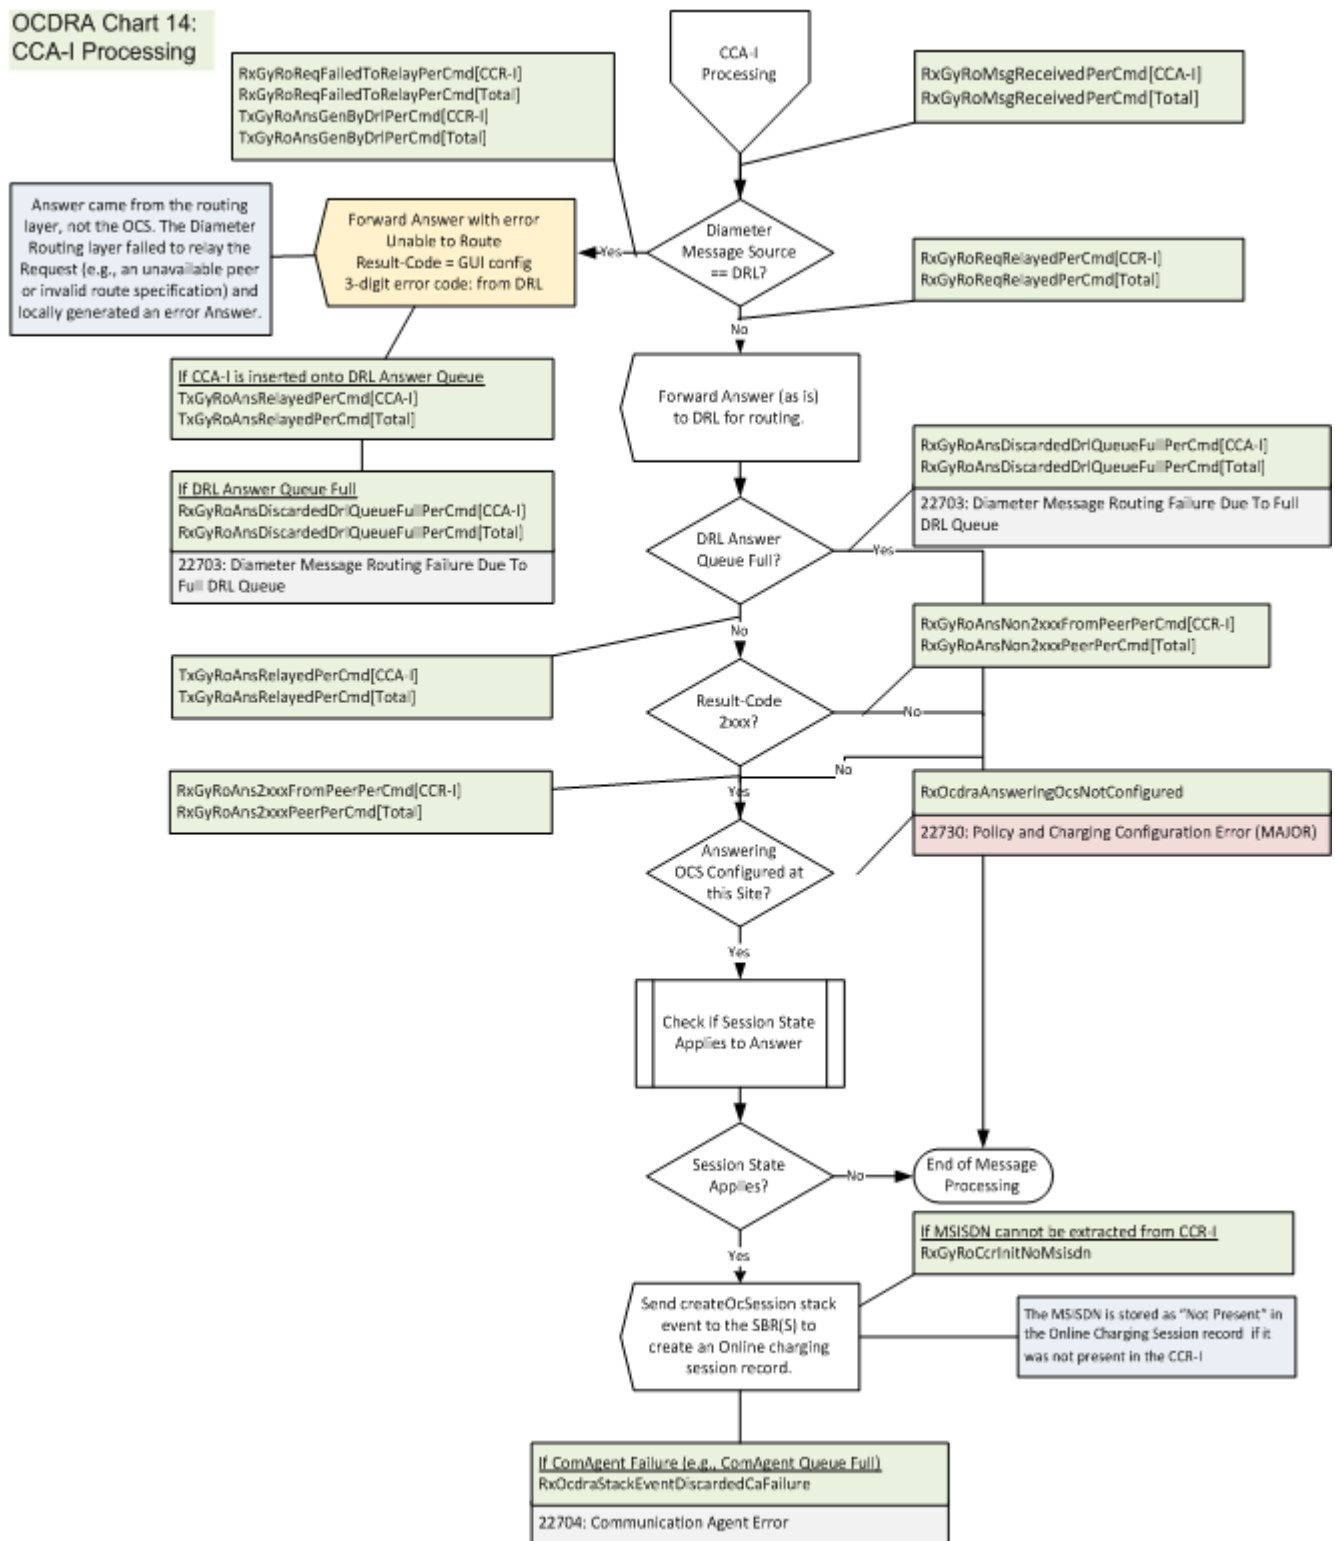 OCDRA Chart 14:
CCA-I Processing
RxGyRoReqFailedToRelayPerCmd[CCR-I]
RxGyRoReqFailedToRelayPerCmd[Total]
TxGyRoAnsGenByDrlPerCmd[CCR-I]
TxGyRoAnsGenByDrlPerCmd[Total]
CCA-I
Processing
RxGyRoMsgReceivedPerCmd[CCA-I]
RxGyRoMsgReceivedPerCmd[Total]
Answer came from the routing
layer, not the OCS. The Diameter
Routing layer failed to relay the
Request (e.g., an unavailable peer
or invalid route specification) and
locally generated an error Answer.
Forward Answer with error
Unable to Route
Result-Code = GUI config
3-digit error code: from DRL
Yes
Diameter
Message Source
== DRL?
RxGyRoReqRelayedPerCmd[CCR-I]
RxGyRoReqRelayedPerCmd[Total]
No
If CCA-I is inserted onto DRL Answer Queue
TxGyRoAnsRelayedPerCmd[CCA-I]
TxGyRoAnsRelayedPerCmd[Total]
Forward Answer (as is)
to DRL for routing.
If DRL Answer Queue Full
RxGyRoAnsDiscardedDrlQueueFullPerCmd[CCA-I]
RxGyRoAnsDiscardedDrlQueueFullPerCmd[Total]
22703: Diameter Message Routing Failure Due To
Full DRL Queue
RxGyRoAnsDiscardedDrlQueueFullPerCmd[CCA-I]
RxGyRoAnsDiscardedDrlQueueFullPerCmd[Total]
22703: Diameter Message Routing Failure Due To Full
DRL Queue
DRL Answer
Queue Full?
Yes
No
RxGyRoAnsNon2xxxFromPeerPerCmd[CCR-I]
RxGyRoAnsNon2xxxPeerPerCmd[Total]
TxGyRoAnsRelayedPerCmd[CCA-I]
TxGyRoAnsRelayedPerCmd[Total]
Result-Code
2xxx?
No
No
Yes
RxGyRoAns2xxxFromPeerPerCmd[CCR-I]
RxGyRoAns2xxxPeerPerCmd[Total]
RxOcdraAnsweringOcsNotConfigured
22730: Policy and Charging Configuration Error (MAJOR)
Answering
OCS Configured at
this Site?
Yes
Check if Session State
Applies to Answer
Session State
Applies?
No
End of Message
Processing
Yes
If MSISDN cannot be extracted from CCR-I
RxGyRoCcrInitNoMsisdn
Send createOcSession stack
event to the SBR(S) to
create an Online charging
session record.
The MSISDN is stored as "Not Present" in
the Online Charging Session record if it
was not present in the CCR-I
If ComAgent Failure (e.g., ComAgent Queue Full)
RxOcdraStackEventDiscardedCaFailure
22704: Communication Agent Error